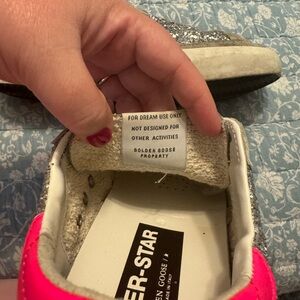 FOR DREAM USE ONLY
NOT DESIGNED FOR
OTHER ACTIVITIES
GOLDEN GOOSE
PROPERTY
ER-STAR
EN GOOSE